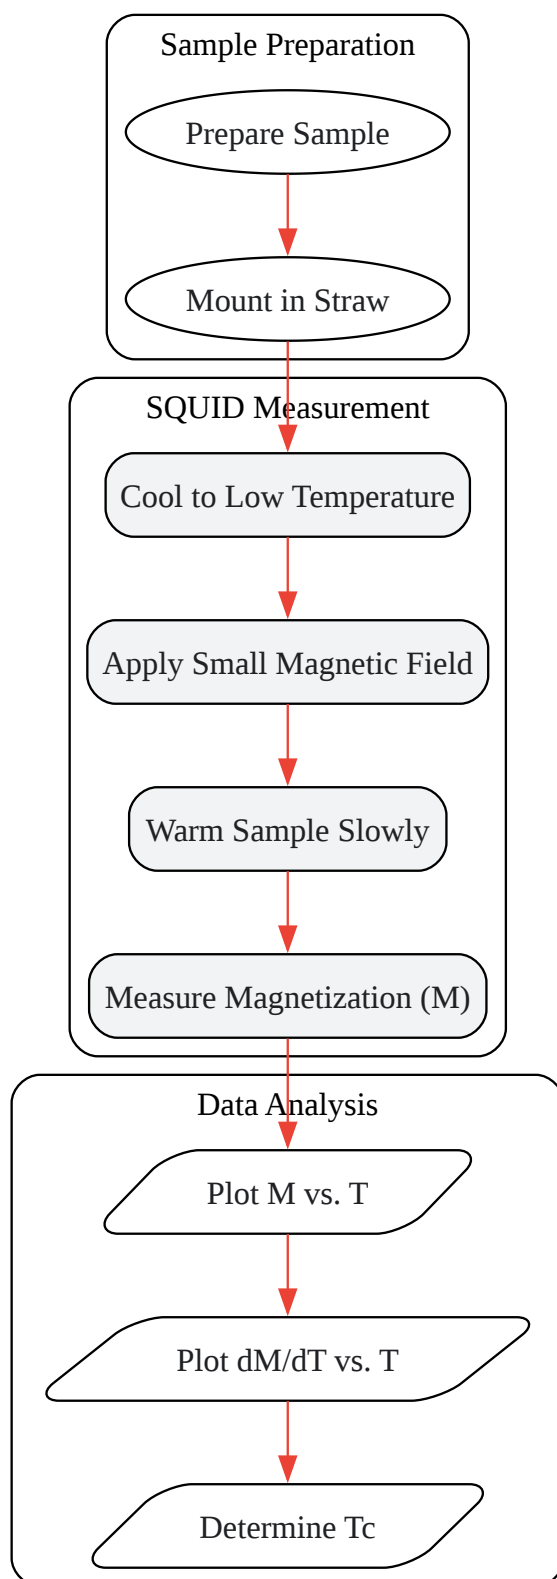 Sample Preparation
Prepare Sample
Mount in Straw
SQUID Measurement
Cool to Low Temperature
Apply Small Magnetic Field
Warm Sample Slowly
Measure Magnetization (M)
Data Analysis
Plot M vs. T
Plot dM/dT vs. T
Determine Tc